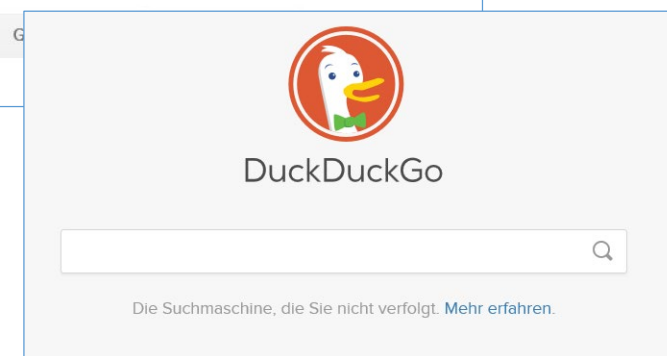 G
DuckDuckGo
Die Suchmaschine, die Sie nicht verfolgt. Mehr erfahren.